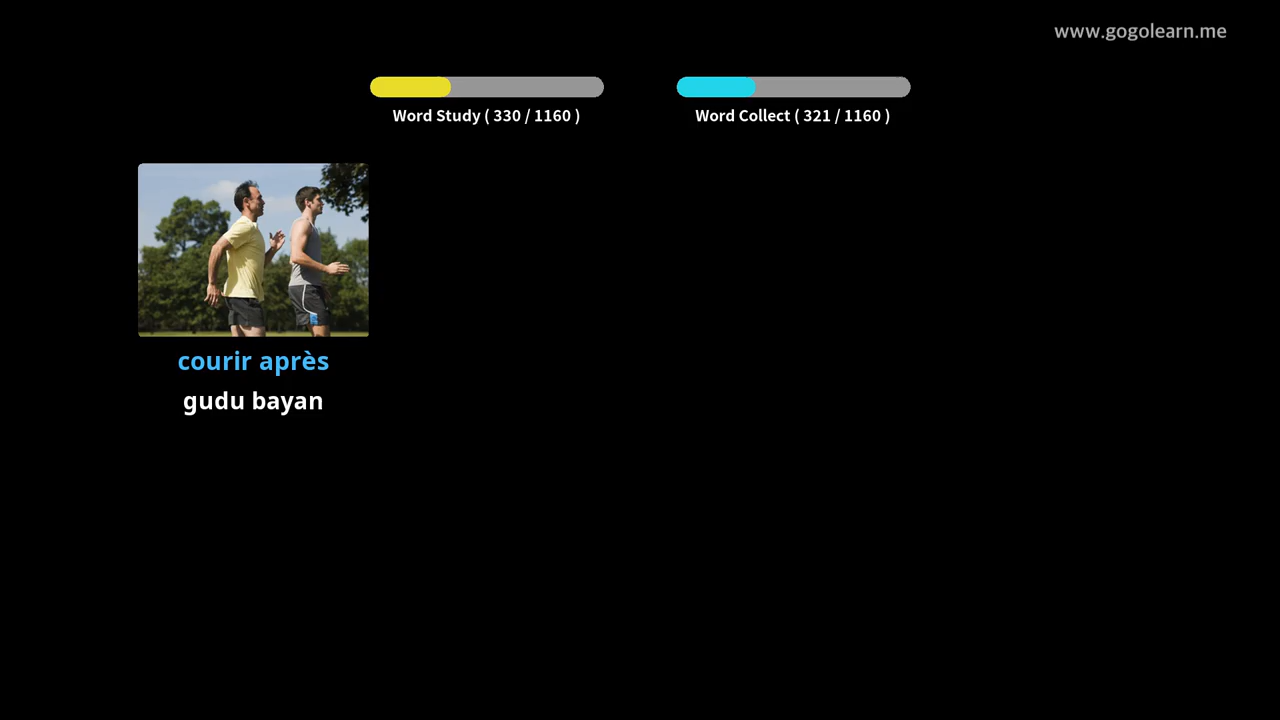 www.gogolearn.me
Word Study ( 330 / 1160 )
Word Collect ( 321 / 1160 )
courir après
gudu bayan